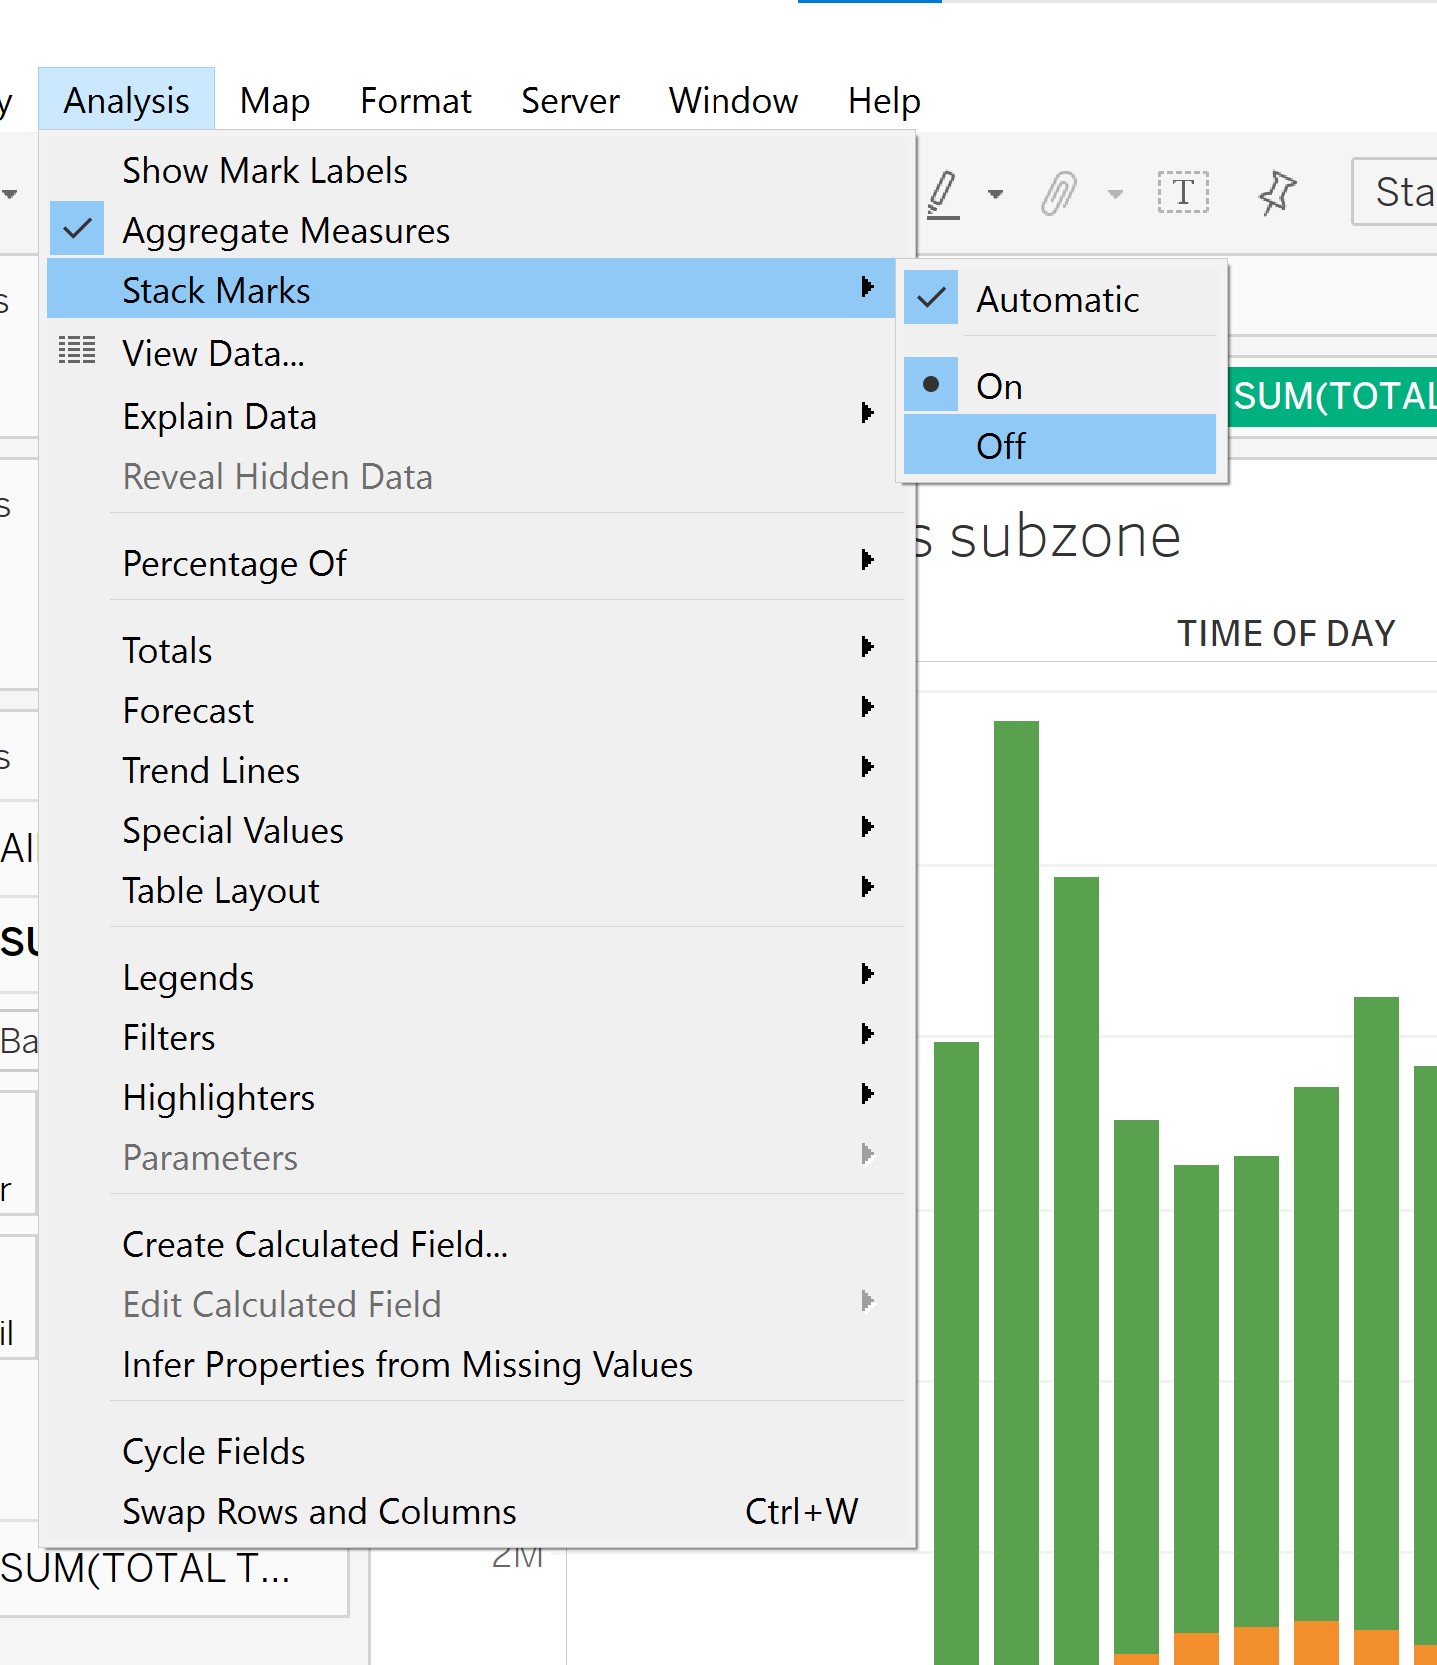 y Analysis Map Format Server Window Help
Show Mark Labels
T
Sta
Aggregate Measures
Stack Marks
Automatic
s
View Data...
On
SUM(TOTAL
Explain Data
Off
Reveal Hidden Data
s
s subzone
Percentage Of
TIME OF DAY
Totals
Forecast
Trend Lines
s
Special Values
All
Table Layout
SU
Legends
Filters
Ba
Highlighters
Parameters
r
Create Calculated Field...
Edit Calculated Field
il
Infer Properties from Missing Values
Cycle Fields
Swap Rows and Columns Ctrl+W
2M
SUM(TOTAL T...